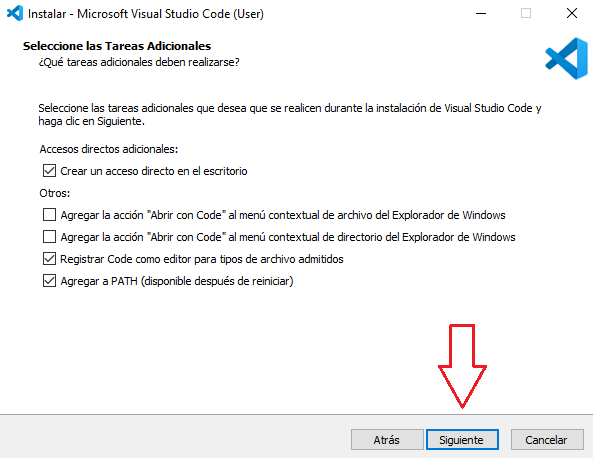 Instalar - Microsoft Visual Studio Code (User)
Seleccione las Tareas Adicionales
¿Qué tareas adicionales deben realizarse?
Seleccione las tareas adicionales que desea que se realicen durante la instalación de Visual Studio Code y
haga clic en Siguiente.
Accesos directos adicionales:
Crear un acceso directo en el escritorio
Otros:
Agregar la acción "Abrir con Code" al menú contextual de archivo del Explorador de Windows
Agregar la acción "Abrir con Code" al menú contextual de directorio del Explorador de Windows
Registrar Code como editor para tipos de archivo admitidos
Agregar a PATH (disponible después de reiniciar)
Atrás Siguiente Cancelar